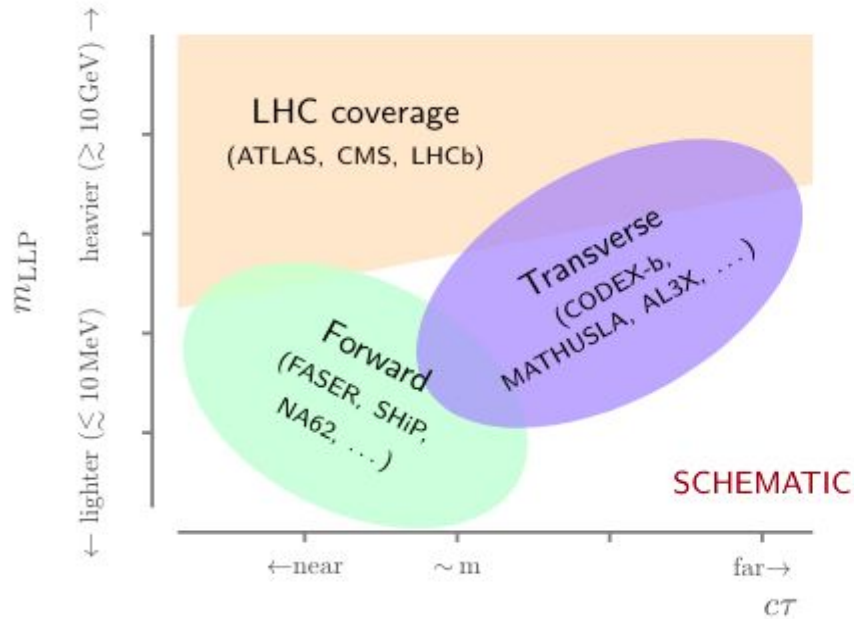 ← lighter (≲ 10 MeV)   heavier (≳ 10 GeV) →
m_LLP
LHC coverage
(ATLAS, CMS, LHCb)
Transverse
(CODEX-b,
MATHUSLA, AL3X, ...)
Forward
(FASER, SHiP,
NA62, ...)
SCHEMATIC
←near
∼ m
far→
cτ